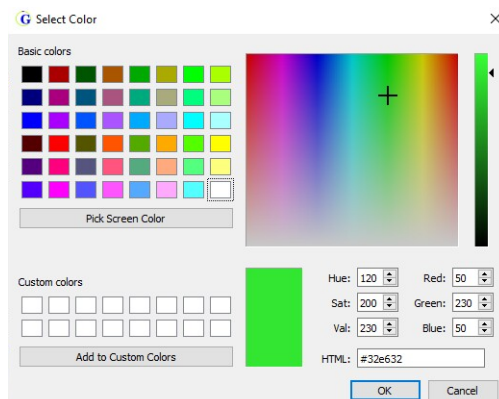 G Select Color
Basic colors
Pick Screen Color
Custom colors
Add to Custom Colors
Hue: 120 Red: 50
Sat: 200 Green: 230
Val: 230 Blue: 50
HTML: #32e632
OK Cancel